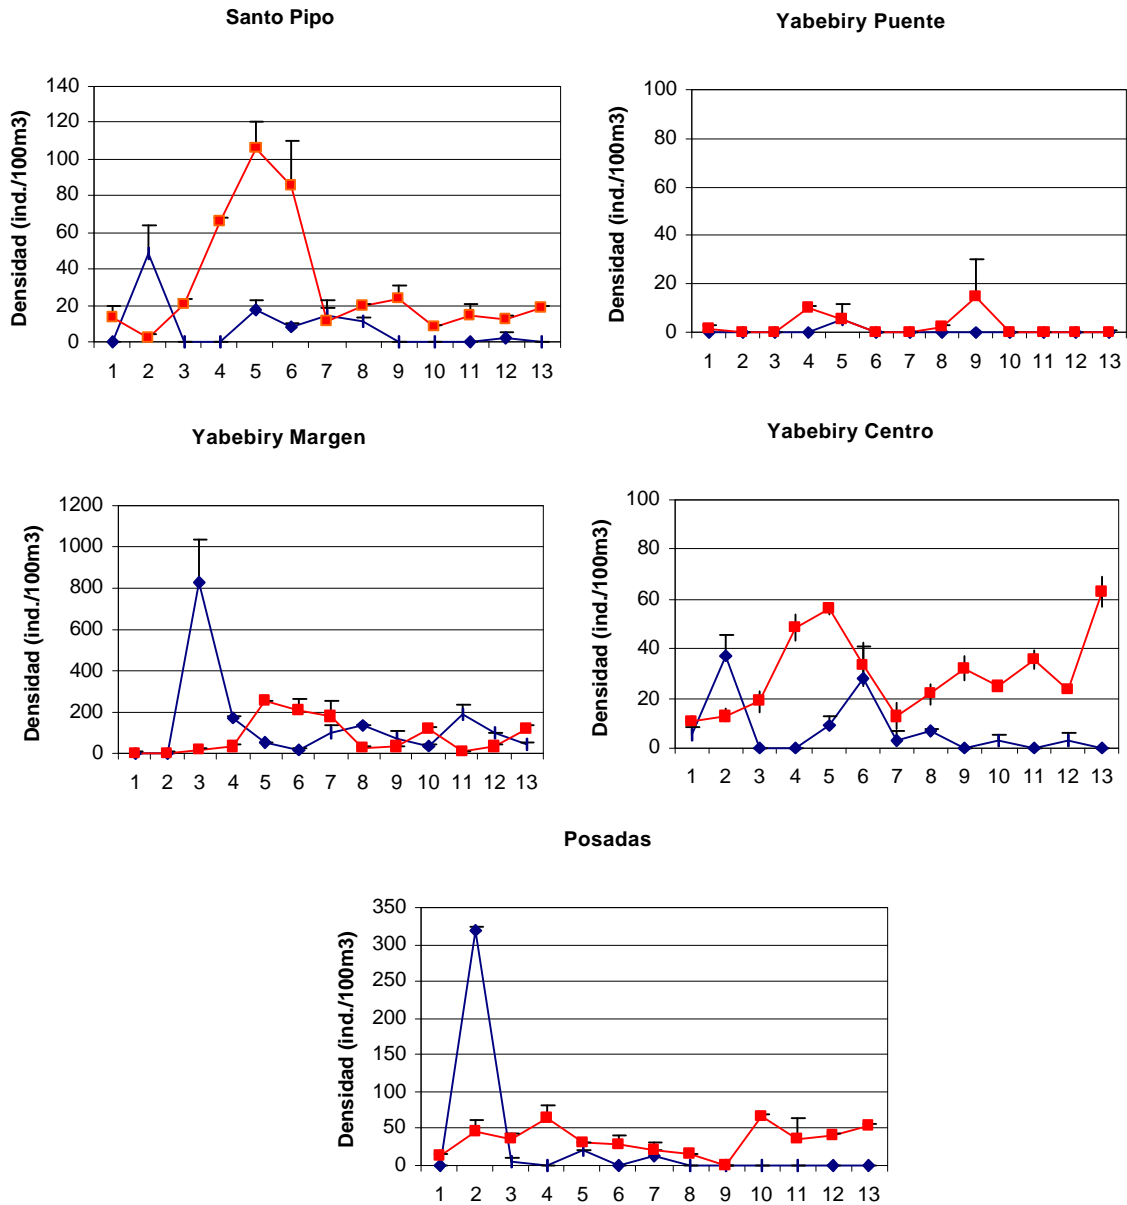 Santo Pipo
Densidad (ind./100m3)
140
120
100
80
60
40
20
0
1 2 3 4 5 6 7 8 9 10 11 12 13
Yabebiry Puente
Densidad (ind./100m3)
100
80
60
40
20
0
1 2 3 4 5 6 7 8 9 10 11 12 13
Yabebiry Margen
Densidad (ind./100m3)
1200
1000
800
600
400
200
0
1 2 3 4 5 6 7 8 9 10 11 12 13
Yabebiry Centro
Densidad (ind./100m3)
100
80
60
40
20
0
1 2 3 4 5 6 7 8 9 10 11 12 13
Posadas
Densidad (ind./100m3)
350
300
250
200
150
100
50
0
1 2 3 4 5 6 7 8 9 10 11 12 13